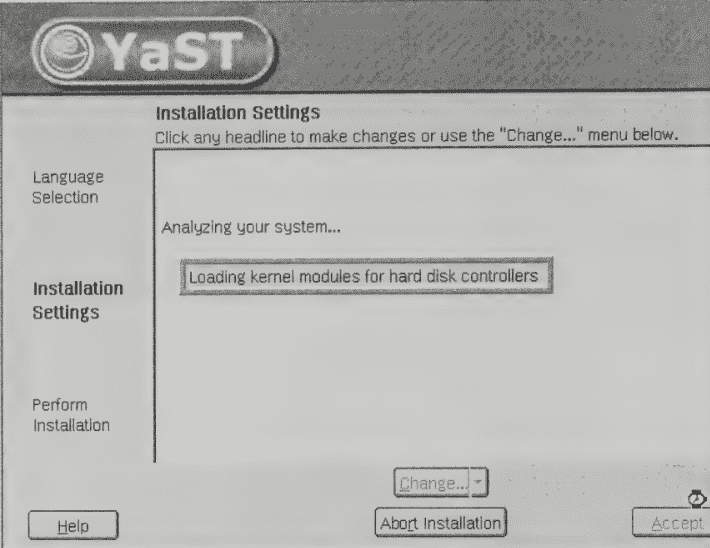 YaST
Installation Settings
Click any headline to make changes or use the "Change..." menu below.
Language
Selection
Analyzing your system...
Loading kernel modules for hard disk controllers
Installation
Settings
Perform
Installation
Change...
Help
Abort Installation
Accept